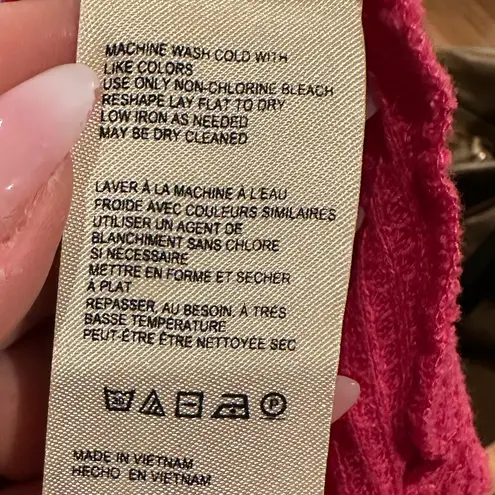 MACHINE WASH COLD WITH
LIKE COLORS
USE ONLY NON-CHLORINE BLEACH
RESHAPE LAY FLAT TO DRY
LOW IRON AS NEEDED
MAY BE DRY CLEANED
LAVER À LA MACHINE À L'EAU
FROIDE AVEC COULEURS SIMILAIRES
UTILISER UN AGENT DE
BLANCHIMENT SANS CHLORE
SI NÉCESSAIRE
METTRE EN FORME ET SECHER
À PLAT
REPASSER, AU BESOIN, À TRÈS
BASSE TEMPÉRATURE
PEUT-ÊTRE ÊTRE NETTOYÉE SEC
P
MADE IN VIETNAM
HECHO EN VIETNAM